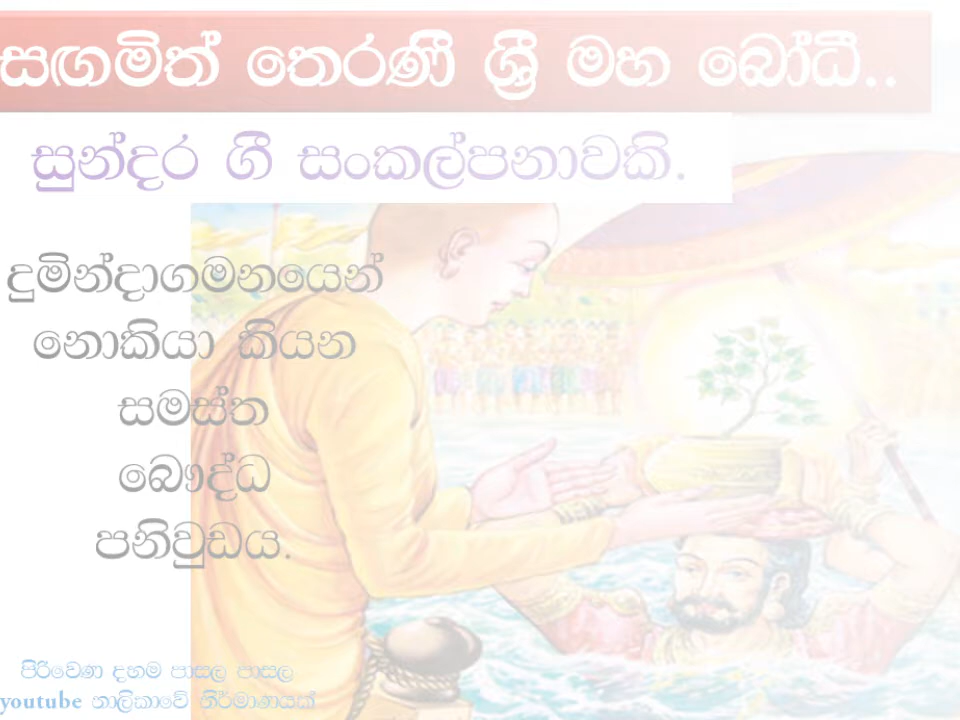 සඟමිත් තෙරණී ශ්‍රී මහ බෝධී..
සුන්දර ගී සංකල්පනාවකි.
දුමින්දාගමනයෙන්
නොකියා කියන
සමස්ත
බෞද්ධ
පනිවුඩය.
පිරිවෙණ දහම පාසල පාසල
youtube නාලිකාවේ නිර්මාණයක්